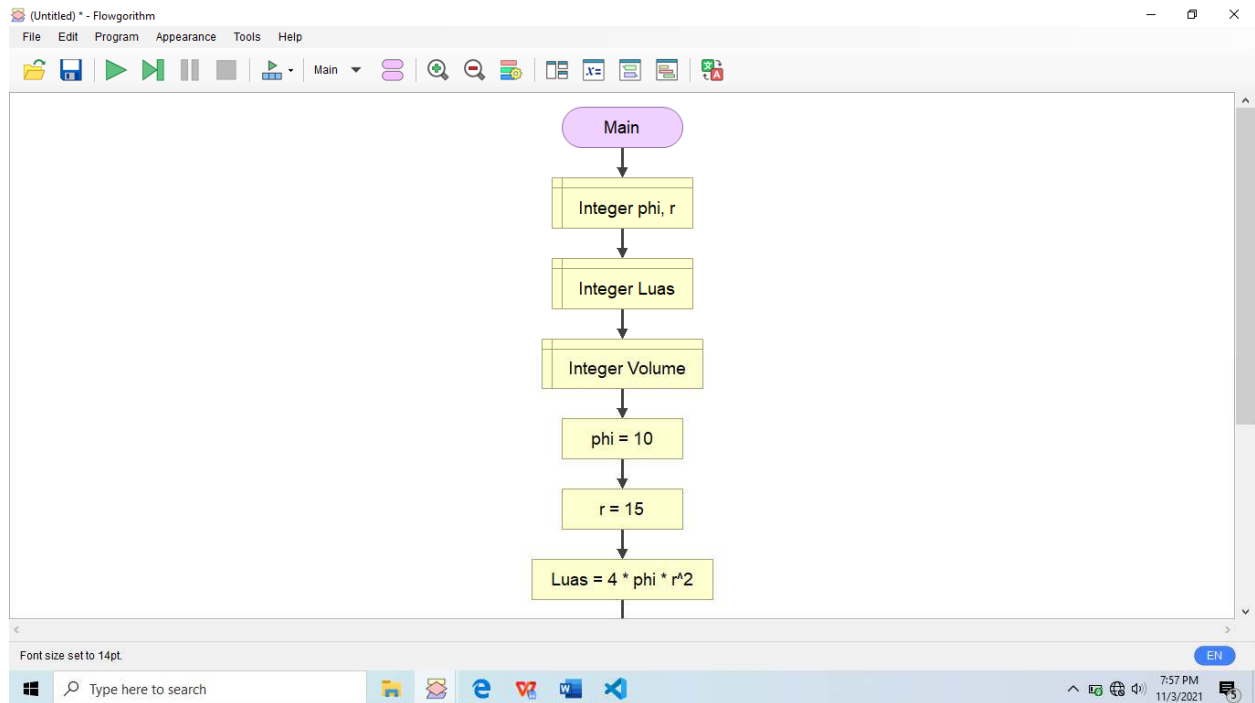 (Untitled) * - Flowgorithm
File Edit Program Appearance Tools Help
Main
x=
Main
Integer phi, r
Integer Luas
Integer Volume
phi = 10
r = 15
Luas = 4 * phi * r^2
Font size set to 14pt.
EN
Type here to search
7:57 PM
11/3/2021
5